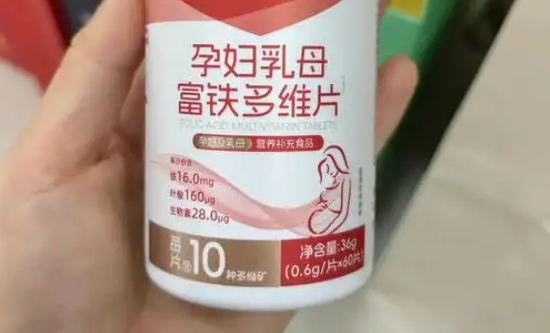 孕妇乳母
富铁多维片
FOLIC ACID MULTIVITAMIN TABLETS
孕妇及乳母 营养补充食品
每日份含
铁16.0mg
叶酸160μg
生物素28.0μg
每片含10种多维矿
净含量:36g
(0.6g/片×60片)